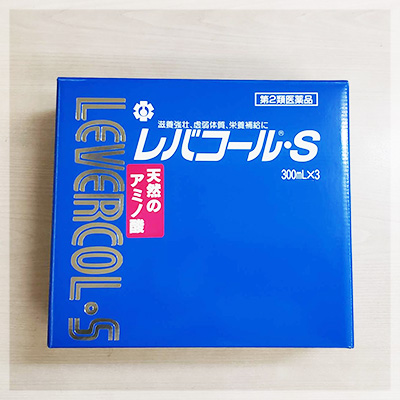 第2類医薬品
滋養強壮、虚弱体質、栄養補給に
レバコール®・S
300mL×3
天然の
アミノ酸
LEVERCOL・S